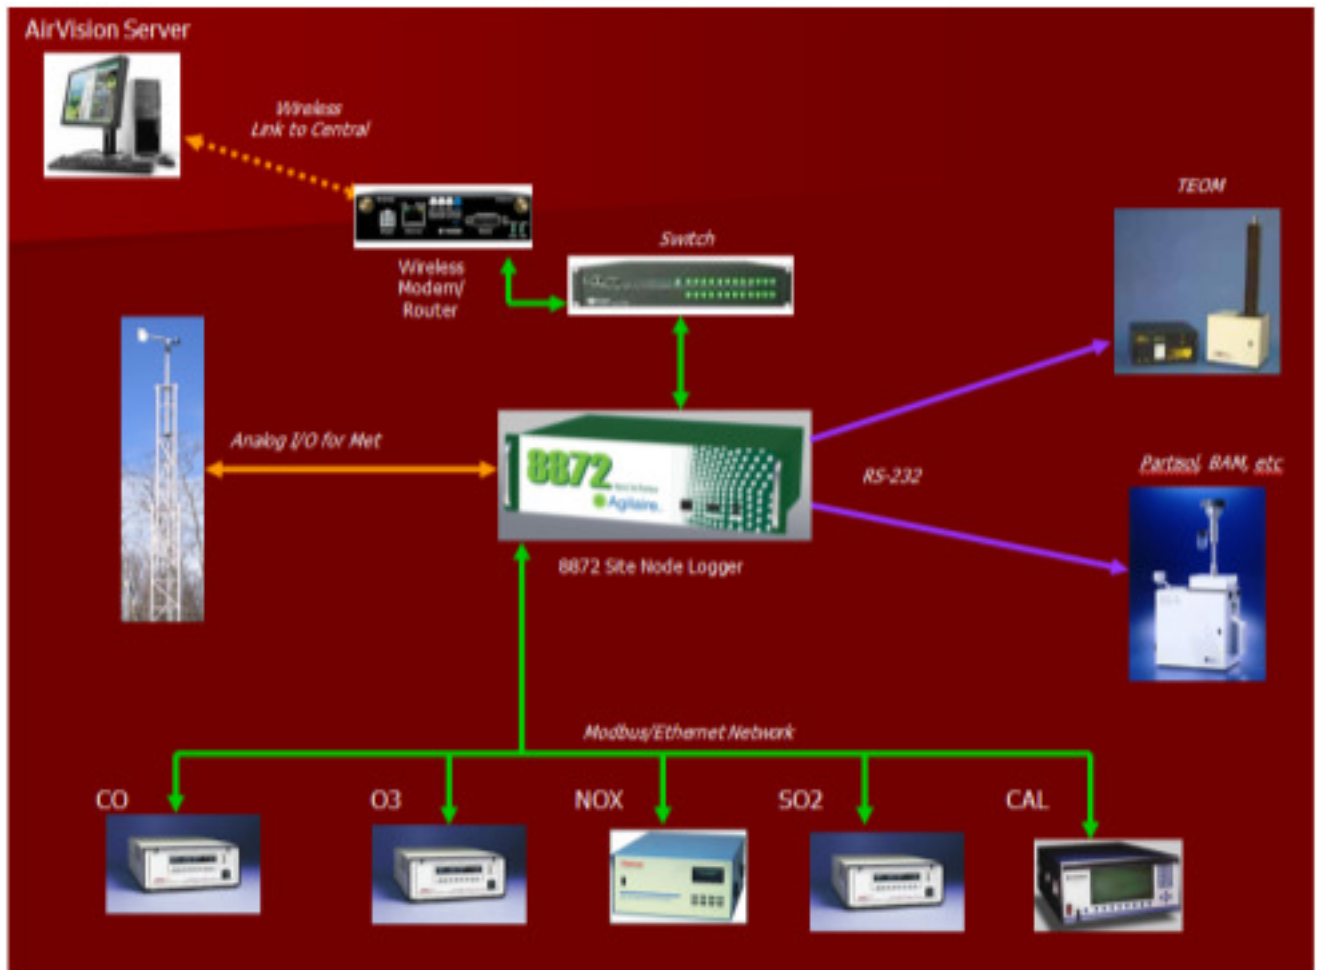 AirVision Server
Wireless
Link to Central
TEOM
Switch
Wireless
Modem/
Router
Analog I/O for Met
8872
Agilaire
RS-232
Partisol, BAM, etc
8872 Site Node Logger
Modbus/Ethernet Network
CO
O3
NOX
SO2
CAL